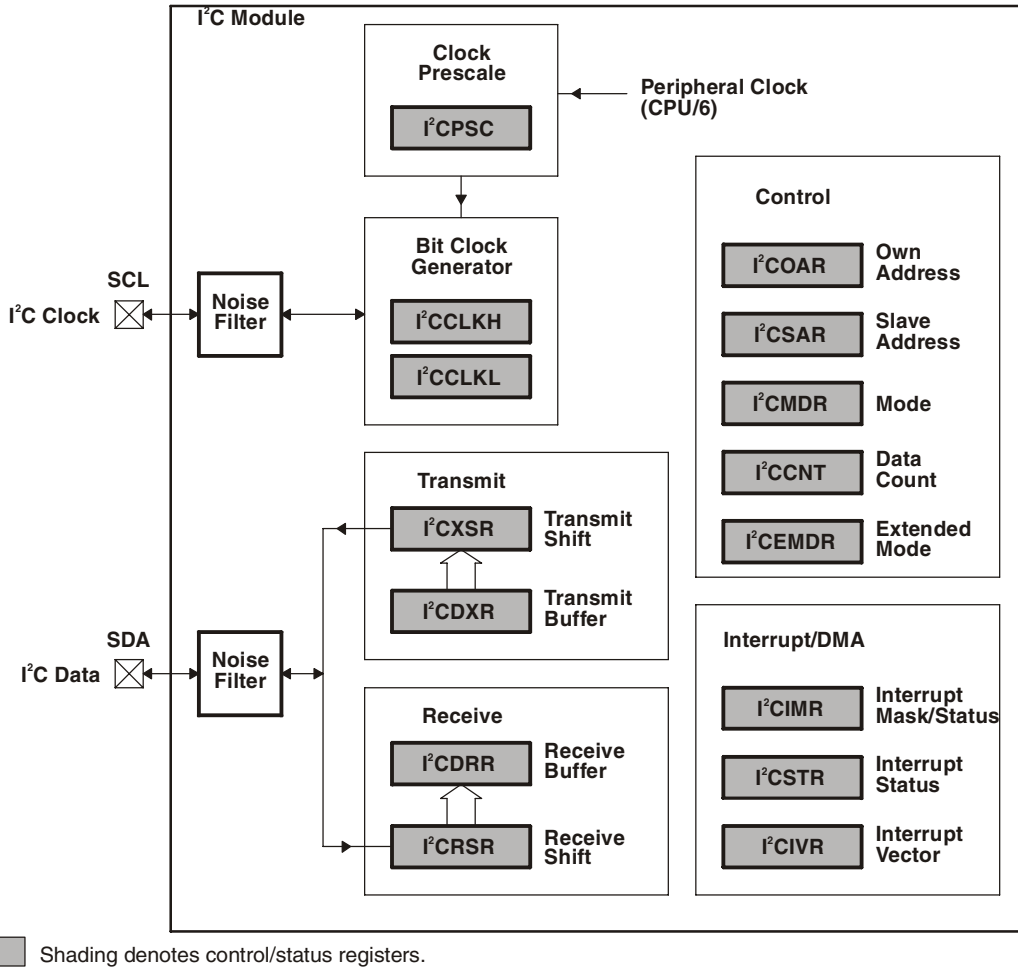 I²C Module
Clock
Prescale
I²CPSC
Peripheral Clock
(CPU/6)
Bit Clock
Generator
I²CCLKH
I²CCLKL
SCL
I²C Clock
Noise
Filter
Control
I²COAR
Own
Address
I²CSAR
Slave
Address
I²CMDR
Mode
I²CCNT
Data
Count
I²CEMDR
Extended
Mode
Transmit
I²CXSR
Transmit
Shift
I²CDXR
Transmit
Buffer
SDA
I²C Data
Noise
Filter
Receive
I²CDRR
Receive
Buffer
I²CRSR
Receive
Shift
Interrupt/DMA
I²CIMR
Interrupt
Mask/Status
I²CSTR
Interrupt
Status
I²CIVR
Interrupt
Vector
Shading denotes control/status registers.